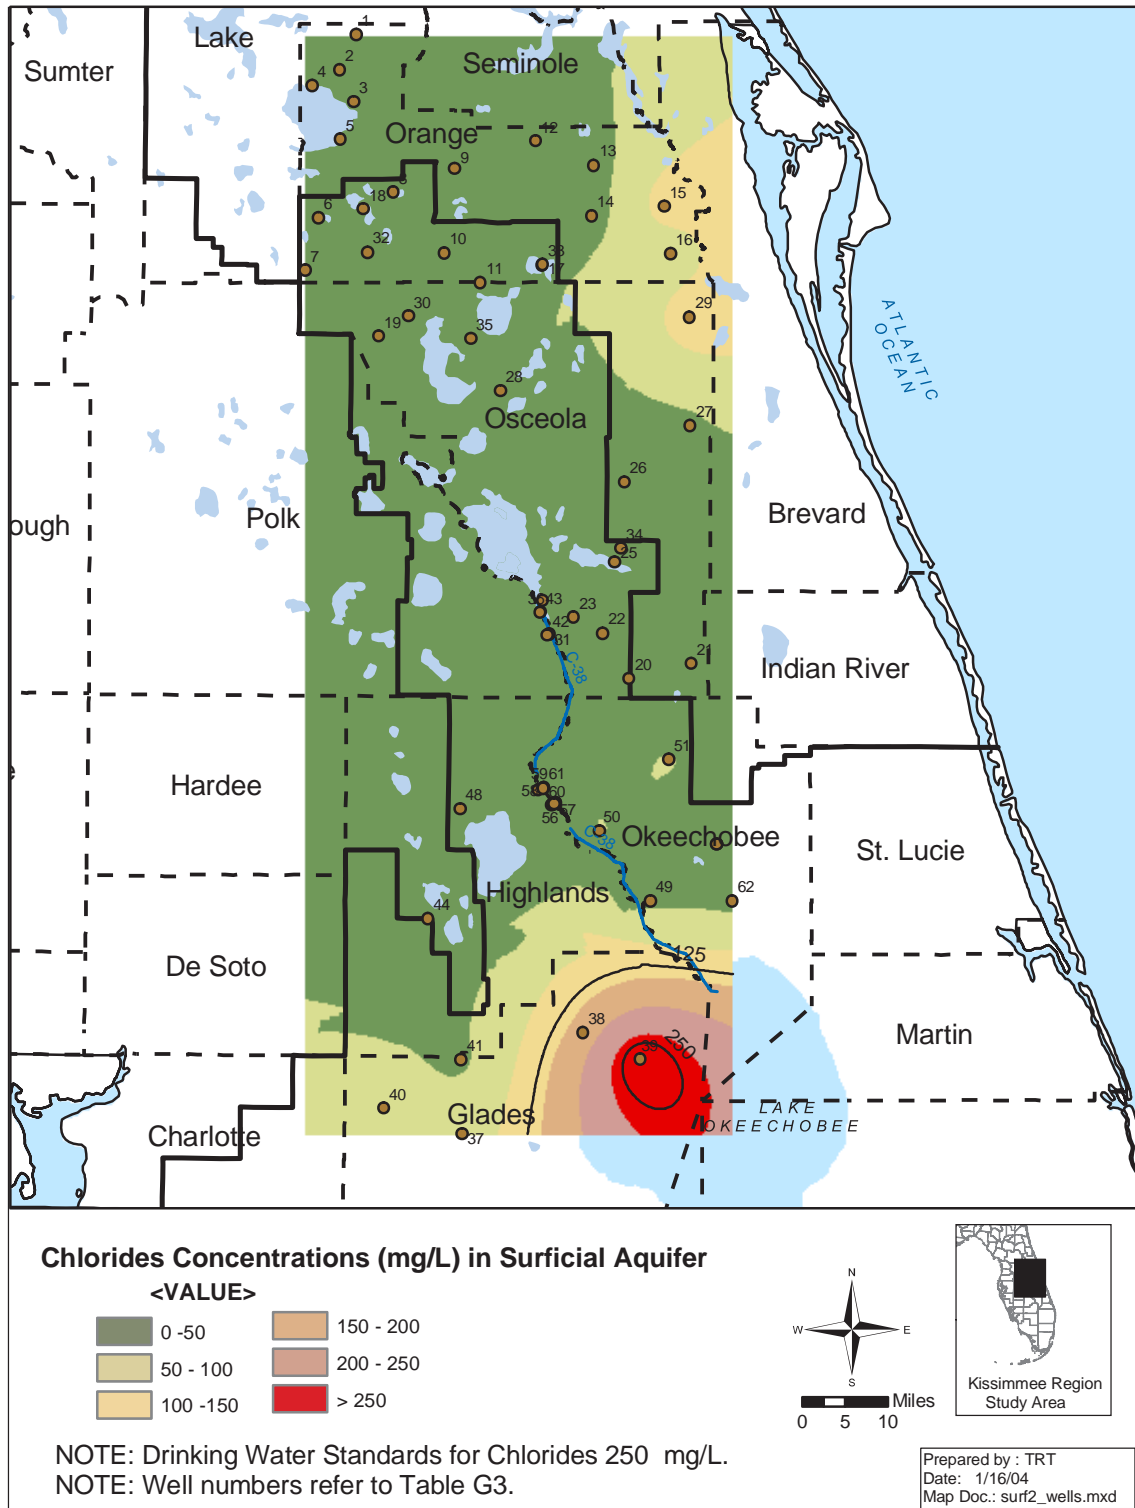 1
Lake
Sumter
Seminole
2
4
3
5
Orange
12
13
9
8
18
6
14
15
32
10
33
17
16
7
11
30
29
19
35
ATLANTIC
OCEAN
28
Osceola
27
26
Polk
ough
Brevard
34
25
43
23
42
22
31
C-38
20
21
Indian River
51
Hardee
59 61
58
60
57
56
48
50
C-38
Okeechobee
St. Lucie
Highlands
49
62
44
125
De Soto
38
250
39
Martin
41
40
Glades
LAKE
OKEECHOBEE
Charlotte
37
Chlorides Concentrations (mg/L) in Surficial Aquifer
<VALUE>
0 -50
50 - 100
100 -150
150 - 200
200 - 250
> 250
N
W
E
S
Miles
0 5 10
Kissimmee Region
Study Area
NOTE: Drinking Water Standards for Chlorides 250 mg/L.
NOTE: Well numbers refer to Table G3.
Prepared by : TRT
Date: 1/16/04
Map Doc.: surf2_wells.mxd